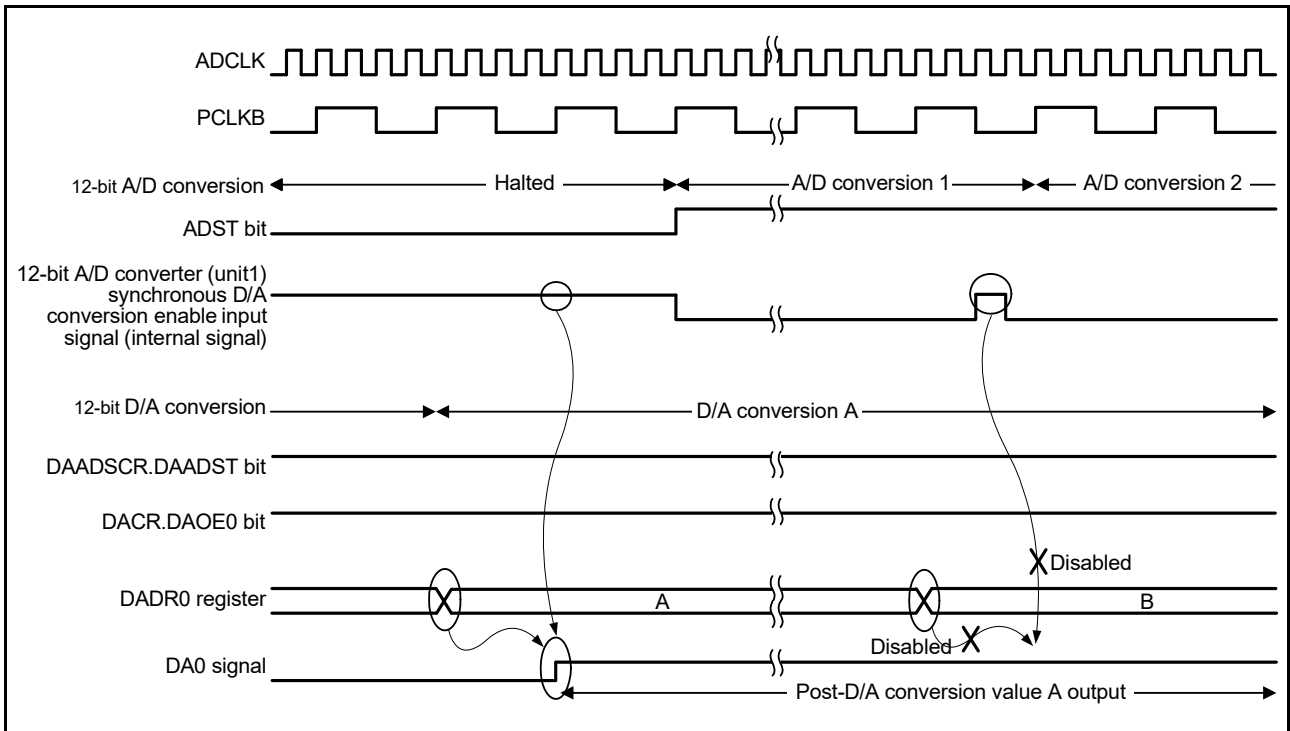 ADCLK
PCLKB
12-bit A/D conversion
Halted
A/D conversion 1
A/D conversion 2
ADST bit
12-bit A/D converter (unit1)
synchronous D/A
conversion enable input
signal (internal signal)
12-bit D/A conversion
D/A conversion A
DAADSCR.DAADST bit
DACR.DAOE0 bit
Disabled
DADR0 register
A
B
Disabled
DA0 signal
Post-D/A conversion value A output